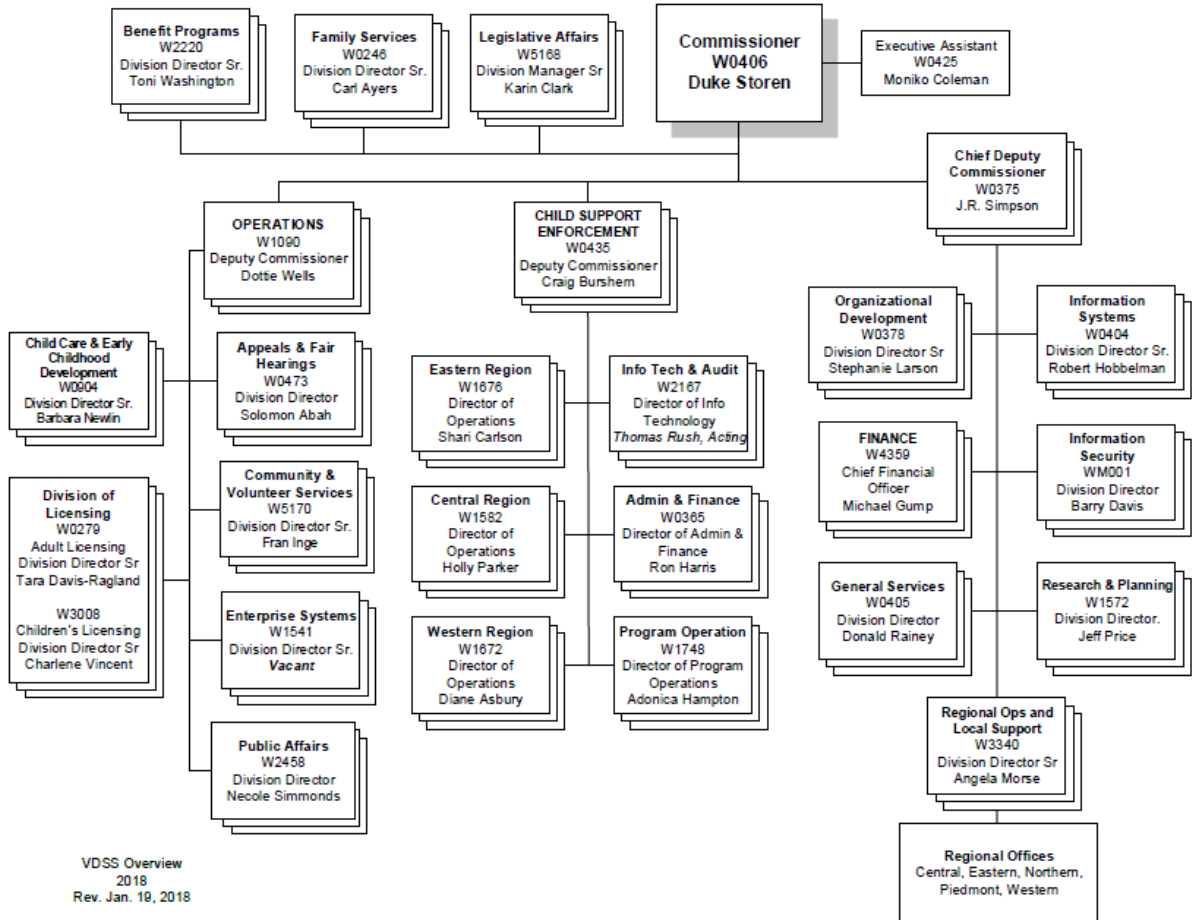 Benefit Programs
W2220
Division Director Sr.
Toni Washington
Family Services
W0246
Division Director Sr.
Carl Ayers
Legislative Affairs
W5168
Division Manager Sr
Karin Clark
Commissioner
W0406
Duke Storen
Executive Assistant
W0425
Moniko Coleman
Chief Deputy
Commissioner
W0375
J.R. Simpson
OPERATIONS
W1090
Deputy Commissioner
Dottie Wells
CHILD SUPPORT
ENFORCEMENT
W0435
Deputy Commissioner
Craig Burshem
Child Care & Early
Childhood
Development
W0904
Division Director Sr.
Barbara Newlin
Appeals & Fair
Hearings
W0473
Division Director
Solomon Abah
Division of
Licensing
W0279
Adult Licensing
Division Director Sr
Tara Davis-Ragland
W3008
Children's Licensing
Division Director Sr
Charlene Vincent
Community &
Volunteer Services
W5170
Division Director Sr.
Fran Inge
Enterprise Systems
W1541
Division Director Sr.
Vacant
Public Affairs
W2458
Division Director
Necole Simmonds
Eastern Region
W1676
Director of
Operations
Shari Carlson
Info Tech & Audit
W2167
Director of Info
Technology
Thomas Rush, Acting
Central Region
W1582
Director of
Operations
Holly Parker
Admin & Finance
W0365
Director of Admin &
Finance
Ron Harris
Western Region
W1672
Director of
Operations
Diane Asbury
Program Operation
W1748
Director of Program
Operations
Adonica Hampton
Organizational
Development
W0378
Division Director Sr
Stephanie Larson
Information
Systems
W0404
Division Director Sr.
Robert Hobbelman
FINANCE
W4359
Chief Financial
Officer
Michael Gump
Information
Security
WM001
Division Director
Barry Davis
General Services
W0405
Division Director
Donald Rainey
Research & Planning
W1572
Division Director.
Jeff Price
Regional Ops and
Local Support
W3340
Division Director Sr
Angela Morse
Regional Offices
Central, Eastern, Northern,
Piedmont, Western
VDSS Overview
2018
Rev. Jan. 19, 2018